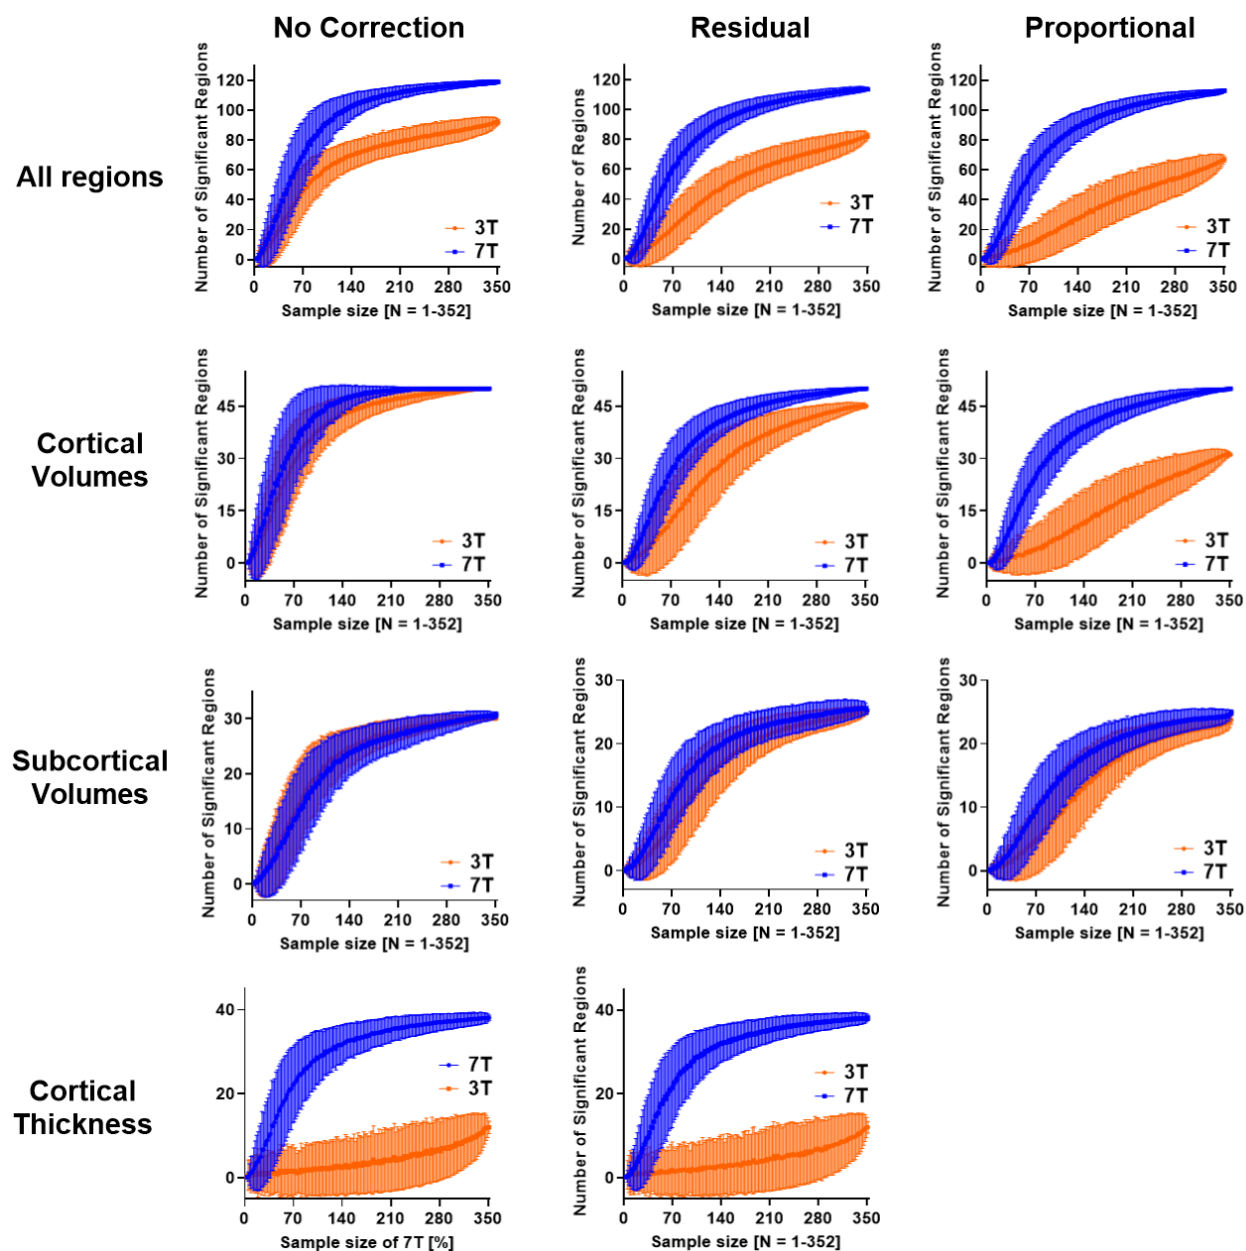 No Correction
Residual
Proportional
All regions
Number of Significant Regions
120
100
80
60
40
20
0
3T
7T
0 70 140 210 280 350
Sample size [N = 1-352]
Number of Regions
120
100
80
60
40
20
0
3T
7T
0 70 140 210 280 350
Sample size [N = 1-352]
Number of Significant Regions
120
100
80
60
40
20
0
3T
7T
0 70 140 210 280 350
Sample size [N = 1-352]
Cortical
Volumes
Number of Significant Regions
45
30
15
0
3T
7T
0 70 140 210 280 350
Sample size [N = 1-352]
Number of Significant Regions
45
30
15
0
3T
7T
0 70 140 210 280 350
Sample size [N = 1-352]
Number of Significant Regions
45
30
15
0
3T
7T
0 70 140 210 280 350
Sample size [N = 1-352]
Subcortical
Volumes
Number of Significant Regions
30
20
10
0
3T
7T
0 70 140 210 280 350
Sample size [N = 1-352]
Number of Significant Regions
30
20
10
0
3T
7T
0 70 140 210 280 350
Sample size [N = 1-352]
Number of Significant Regions
30
20
10
0
3T
7T
0 70 140 210 280 350
Sample size [N = 1-352]
Cortical
Thickness
Number of Significant Regions
40
20
0
7T
3T
0 70 140 210 280 350
Sample size of 7T [%]
Number of Significant Regions
40
20
0
3T
7T
0 70 140 210 280 350
Sample size [N = 1-352]